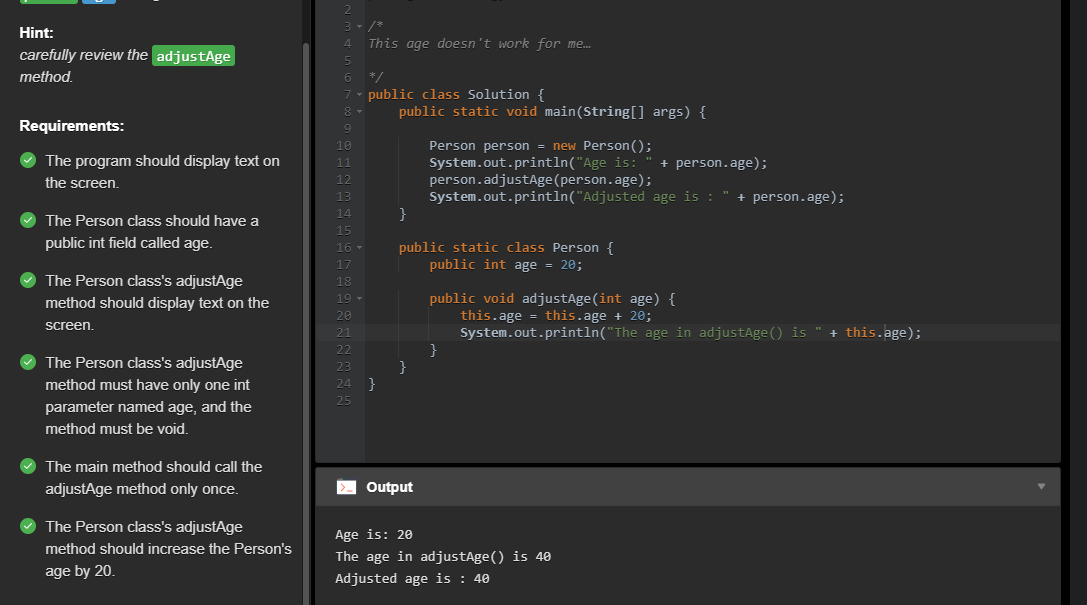 Hint:
carefully review the adjustAge
method.
Requirements:
The program should display text on
the screen.
The Person class should have a
public int field called age.
The Person class's adjustAge
method should display text on the
screen.
The Person class's adjustAge
method must have only one int
parameter named age, and the
method must be void.
The main method should call the
adjustAge method only once.
The Person class's adjustAge
method should increase the Person's
age by 20.
2
3 /*
4 This age doesn't work for me…
5
6 */
7 public class Solution {
8 public static void main(String[] args) {
9
10 Person person = new Person();
11 System.out.println("Age is: " + person.age);
12 person.adjustAge(person.age);
13 System.out.println("Adjusted age is : " + person.age);
14 }
15
16 public static class Person {
17 public int age = 20;
18
19 public void adjustAge(int age) {
20 this.age = this.age + 20;
21 System.out.println("The age in adjustAge() is " + this.age);
22 }
23 }
24 }
25
Output
Age is: 20
The age in adjustAge() is 40
Adjusted age is : 40